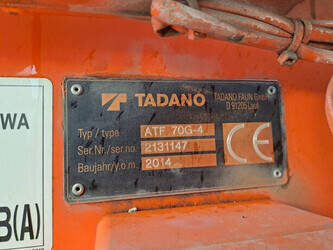 TADANO
TADANO FAUN GmbH
D 91205 Lauf
Typ / type ATF 70G-4
Ser.Nr./ser.no. 2131147
Baujahr/y.o.m. 2014
CE
WA
B(A)